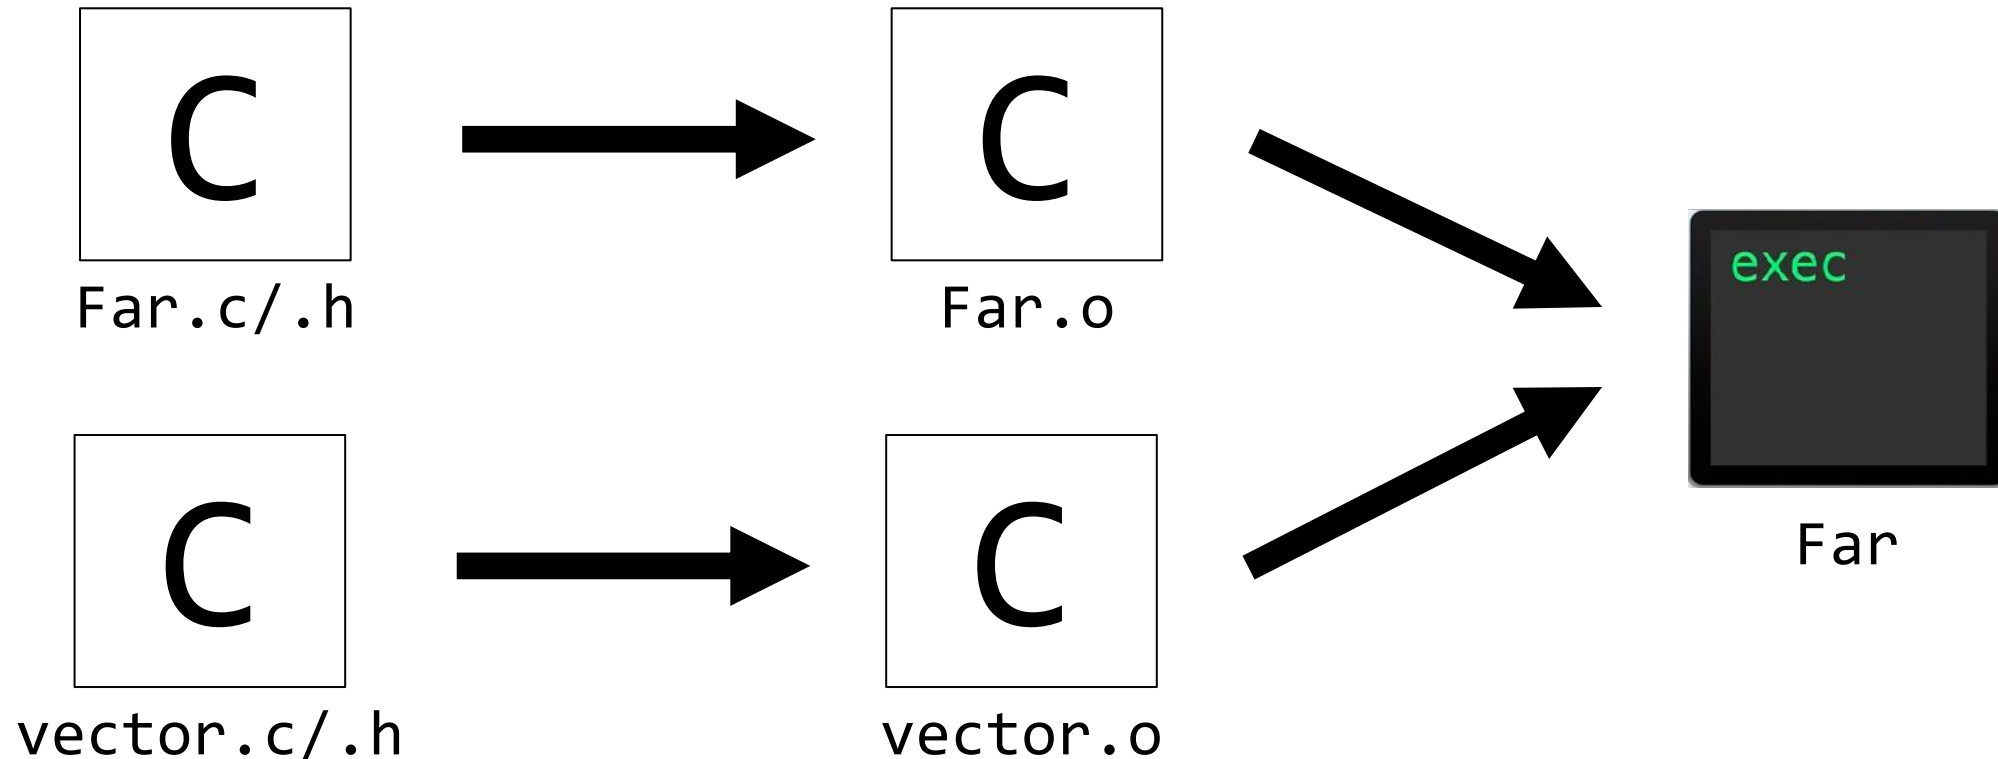 C
Far.c/.h
C
Far.o
exec
Far
C
vector.c/.h
C
vector.o